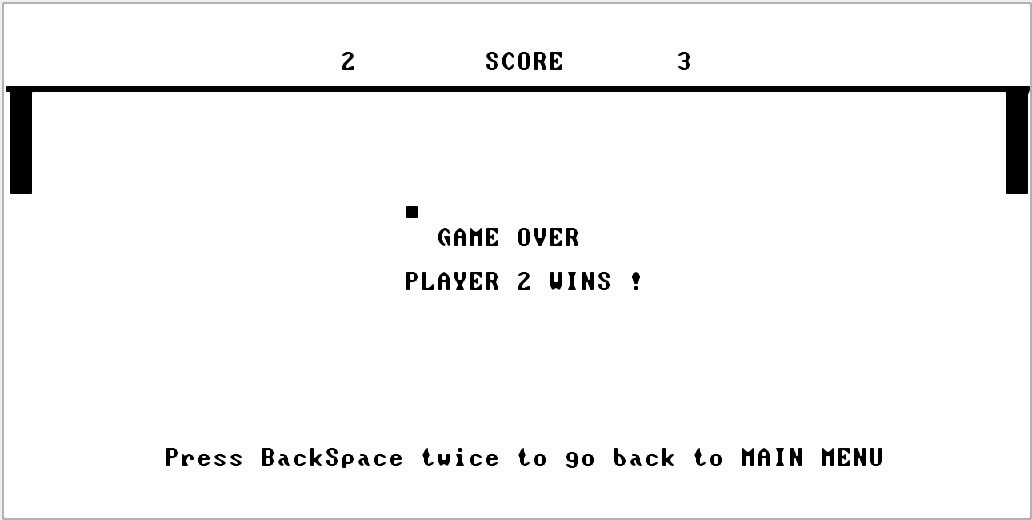 2 SCORE 3
GAME OVER
PLAYER 2 WINS !
Press BackSpace twice to go back to MAIN MENU